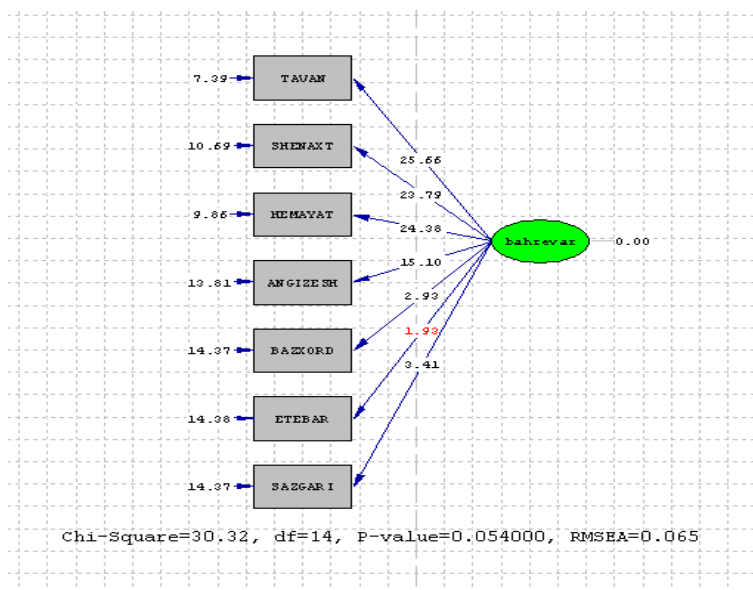 7.39 TAVAN
25.66
10.69 SHENAXT
23.79
9.86 HEMAYAT
24.38
bahrevar 0.00
15.10
13.81 ANGIZESH
2.93
1.93
14.37 BAZXORD
3.41
14.38 ETEBAR
14.37 SAZGARI
Chi-Square=30.32, df=14, P-value=0.054000, RMSEA=0.065